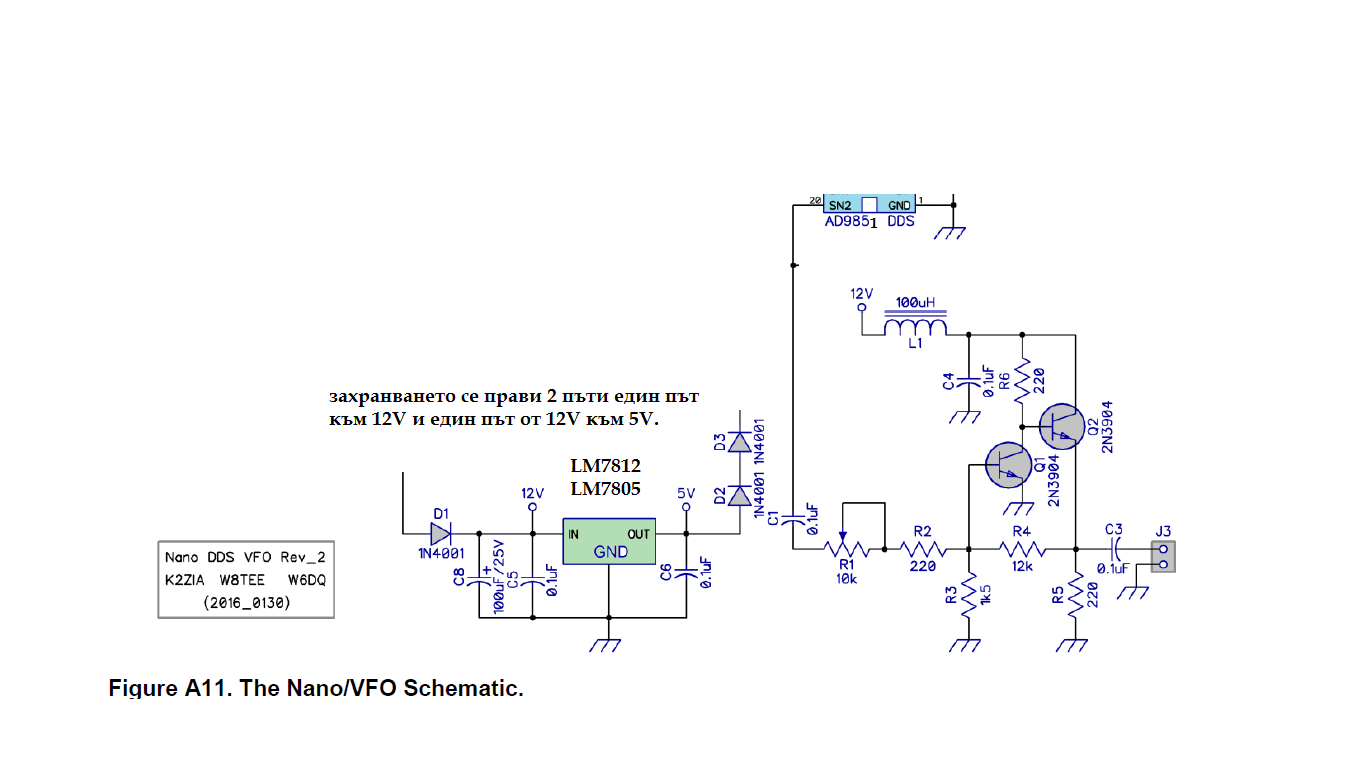 20
SN2
GND
1
AD9851 DDS
12V
100uH
L1
C4
0.1uF
R6
220
Q2
2N3904
Q1
2N3904
захранването се прави 2 пъти един път
към 12V и един път от 12V към 5V.
D3
1N4001
D2
1N4001
LM7812
LM7805
12V
5V
D1
1N4001
IN
OUT
GND
C8
+
100uF/25V
C5
0.1uF
C6
0.1uF
C1
0.1uF
R1
10k
R2
220
R4
12k
C3
0.1uF
J3
R3
1k5
R5
220
Nano DDS VFO Rev_2
K2ZIA W8TEE W6DQ
(2016_0130)
Figure A11. The Nano/VFO Schematic.